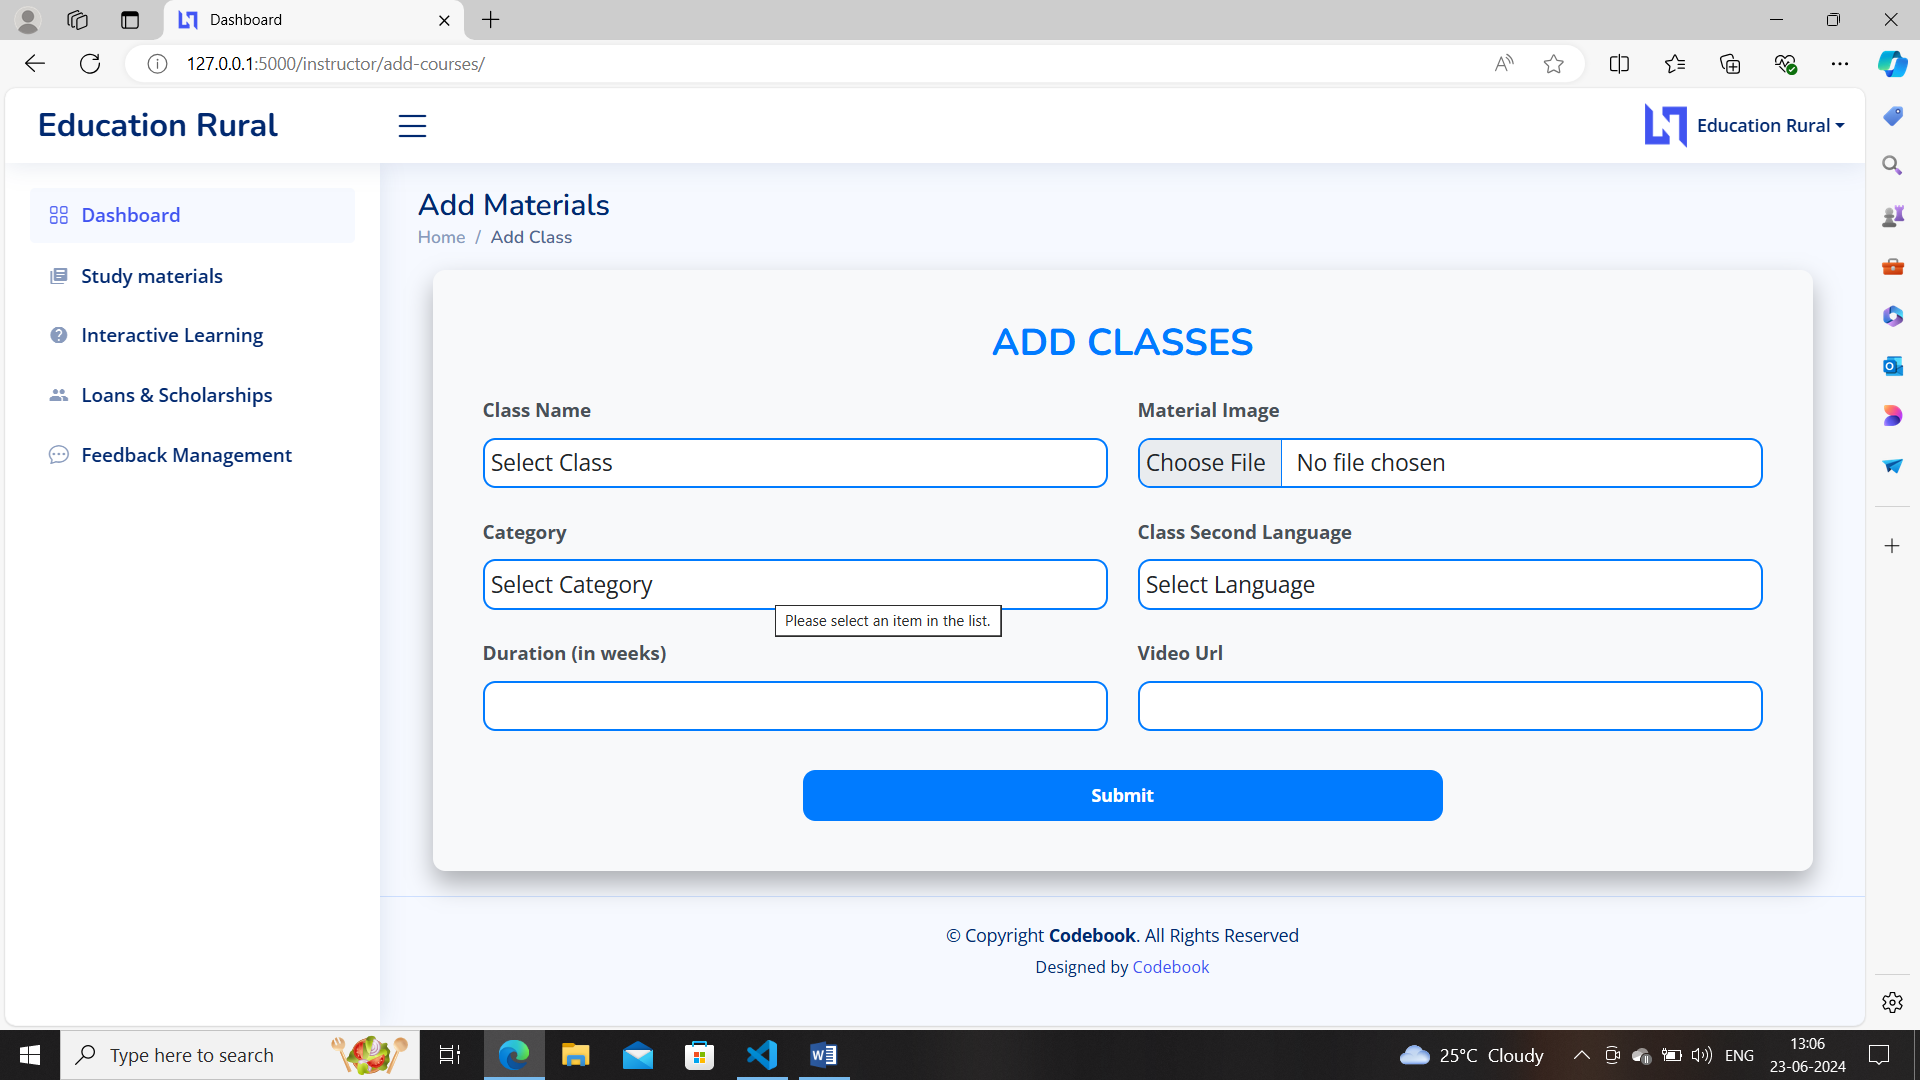 Dashboard
127.0.0.1:5000/instructor/add-courses/
Education Rural
Education Rural
Dashboard
Study materials
Interactive Learning
Loans & Scholarships
Feedback Management
Add Materials
Home / Add Class
ADD CLASSES
Class Name
Material Image
Select Class
Choose File No file chosen
Category
Class Second Language
Select Category
Select Language
Please select an item in the list.
Duration (in weeks)
Video Url
Submit
© Copyright Codebook. All Rights Reserved
Designed by Codebook
Type here to search
25°C Cloudy
ENG
13:06
23-06-2024